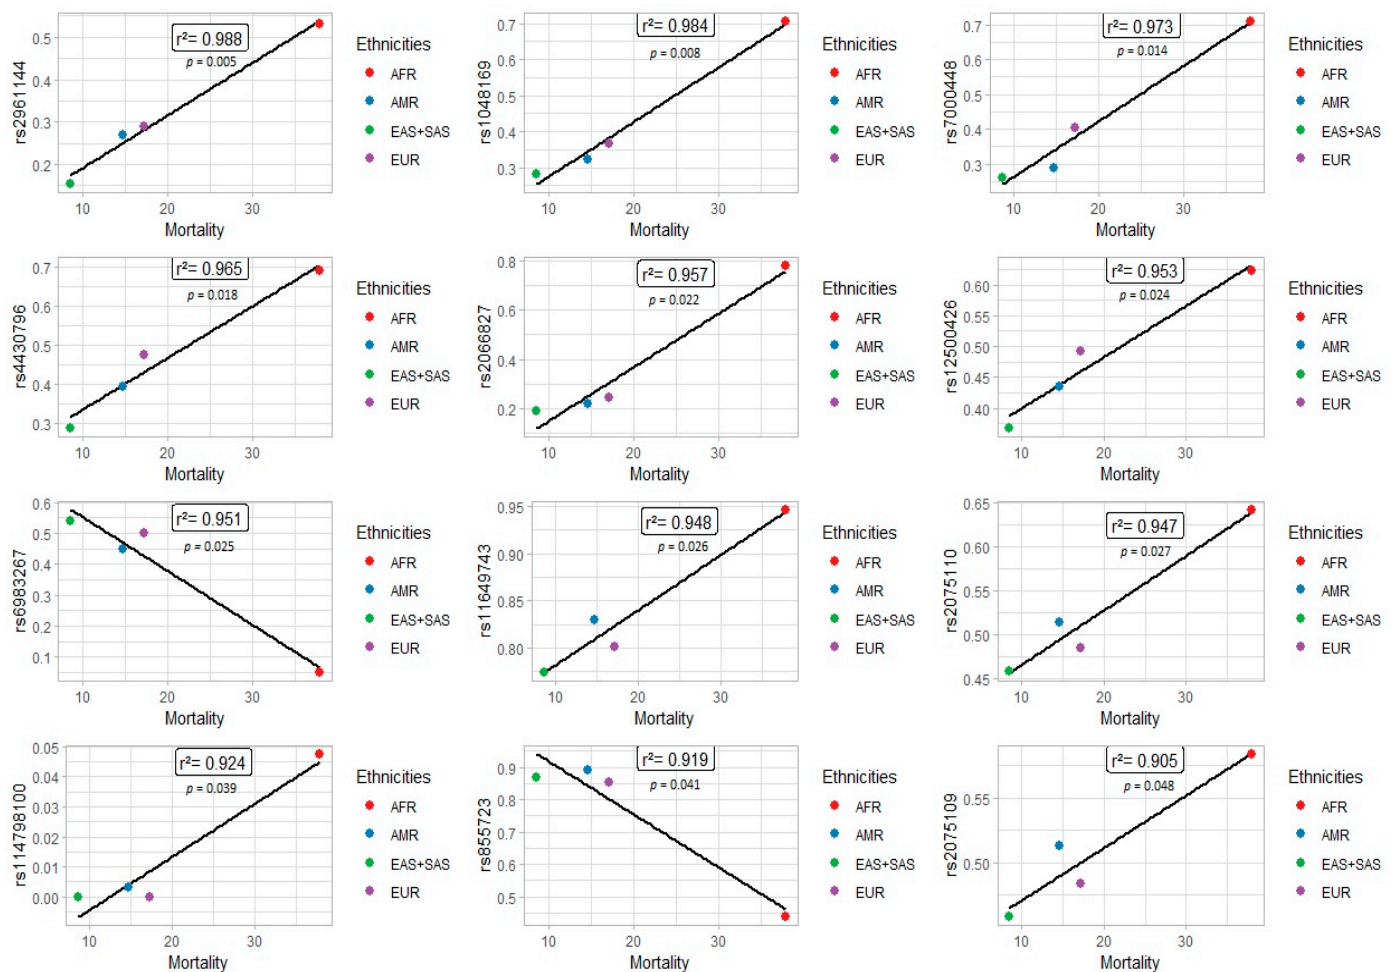 rs2961144
0.5
0.3
0.2
r²= 0.988
p = 0.005
10 20 30
Mortality
Ethnicities
AFR
AMR
EAS+SAS
EUR
rs1048169
0.7
0.6
0.5
0.4
0.3
r²= 0.984
p = 0.008
10 20 30
Mortality
Ethnicities
AFR
AMR
EAS+SAS
EUR
rs7000448
0.7
0.6
0.5
0.4
0.3
r²= 0.973
p = 0.014
10 20 30
Mortality
Ethnicities
AFR
AMR
EAS+SAS
EUR
rs4430796
0.7
0.6
0.5
0.4
0.3
r²= 0.965
p = 0.018
10 20 30
Mortality
Ethnicities
AFR
AMR
EAS+SAS
EUR
rs2066827
0.8
0.6
0.4
0.2
r²= 0.957
p = 0.022
10 20 30
Mortality
Ethnicities
AFR
AMR
EAS+SAS
EUR
rs12500426
0.60
0.55
0.50
0.45
0.40
r²= 0.953
p = 0.024
10 20 30
Mortality
Ethnicities
AFR
AMR
EAS+SAS
EUR
rs6983267
0.6
0.5
0.4
0.3
0.2
0.1
r²= 0.951
p = 0.025
10 20 30
Mortality
Ethnicities
AFR
AMR
EAS+SAS
EUR
rs11649743
0.95
0.90
0.85
0.80
r²= 0.948
p = 0.026
10 20 30
Mortality
Ethnicities
AFR
AMR
EAS+SAS
EUR
rs2075110
0.65
0.60
0.55
0.50
0.45
r²= 0.947
p = 0.027
10 20 30
Mortality
Ethnicities
AFR
AMR
EAS+SAS
EUR
rs114798100
0.05
0.04
0.03
0.02
0.01
0.00
r²= 0.924
p = 0.039
10 20 30
Mortality
Ethnicities
AFR
AMR
EAS+SAS
EUR
rs855723
0.9
0.8
0.7
0.6
0.5
r²= 0.919
p = 0.041
10 20 30
Mortality
Ethnicities
AFR
AMR
EAS+SAS
EUR
rs2075109
0.55
0.50
r²= 0.905
p = 0.048
10 20 30
Mortality
Ethnicities
AFR
AMR
EAS+SAS
EUR